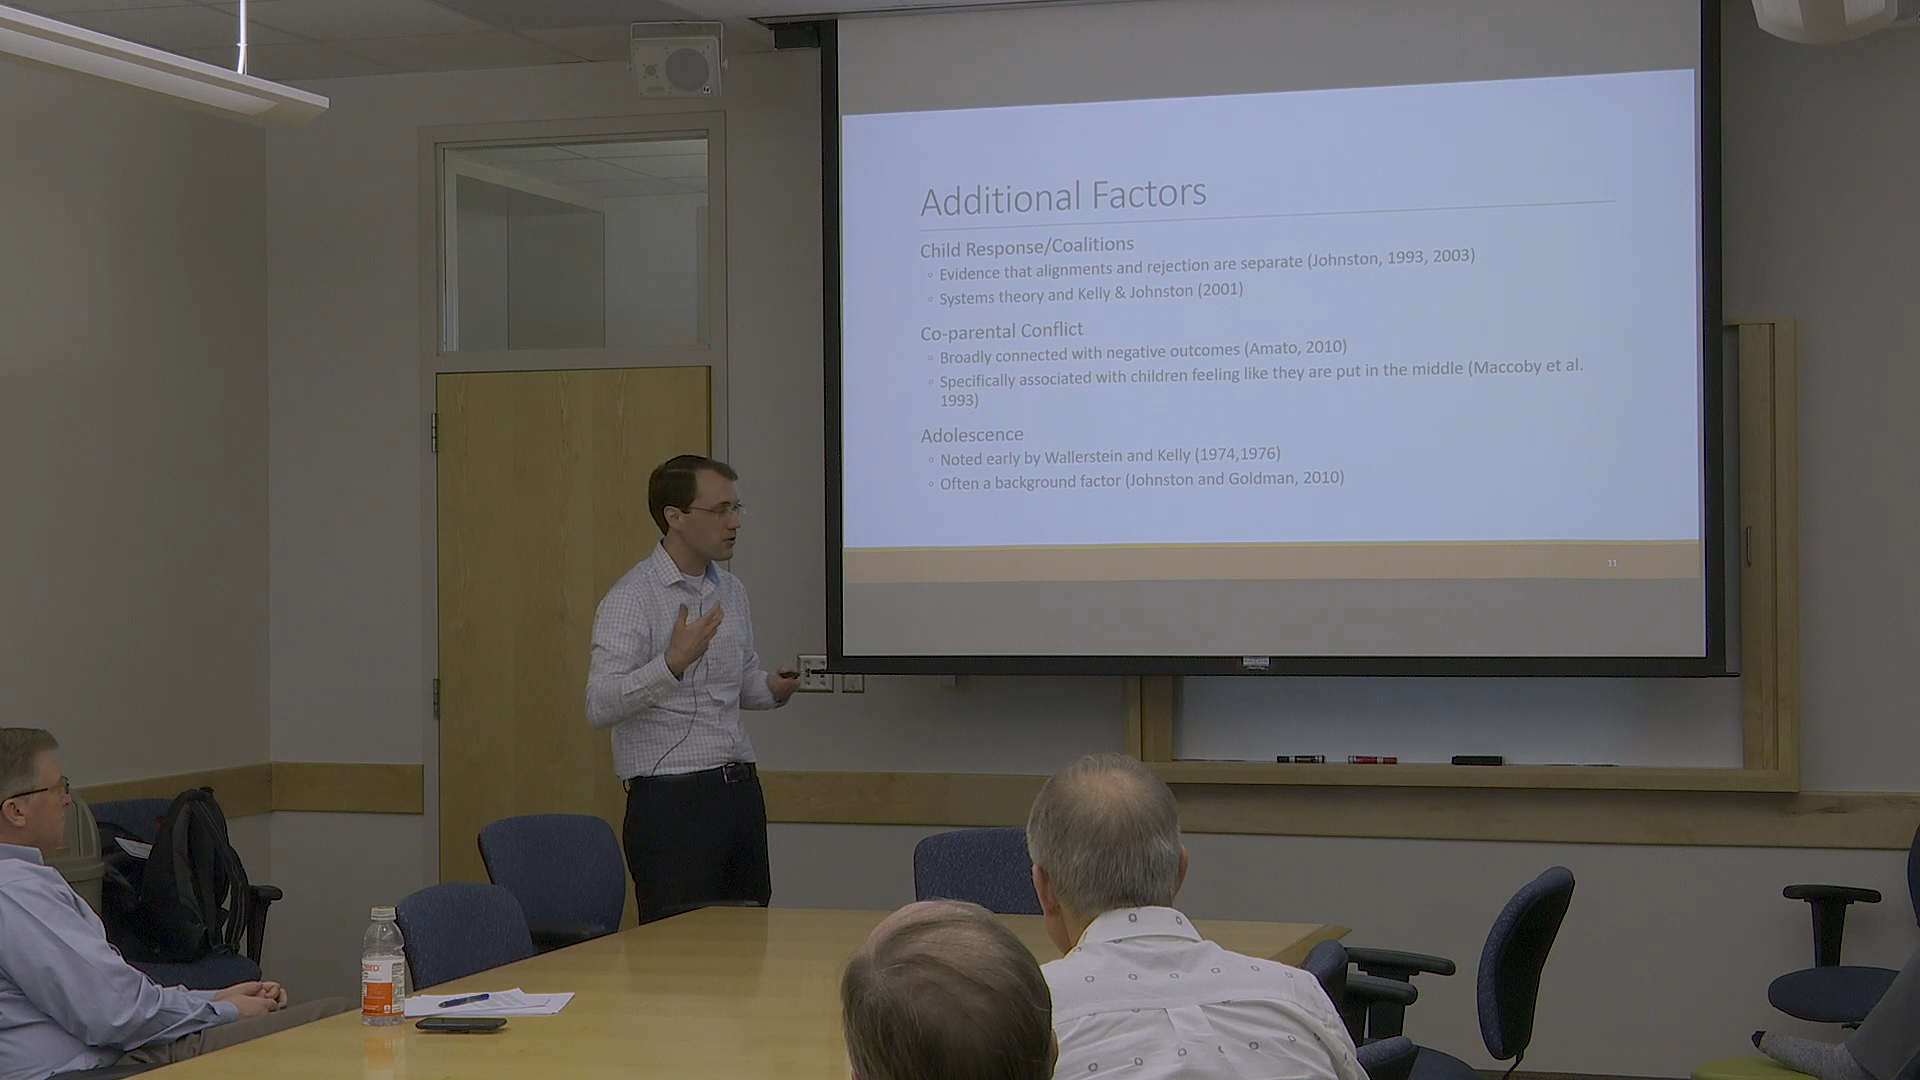 Additional Factors
Child Response/Coalitions
◦ Evidence that alignments and rejection are separate (Johnston, 1993, 2003)
◦ Systems theory and Kelly & Johnston (2001)
Co-parental Conflict
◦ Broadly connected with negative outcomes (Amato, 2010)
◦ Specifically associated with children feeling like they are put in the middle (Maccoby et al.
1993)
Adolescence
◦ Noted early by Wallerstein and Kelly (1974,1976)
◦ Often a background factor (Johnston and Goldman, 2010)
11